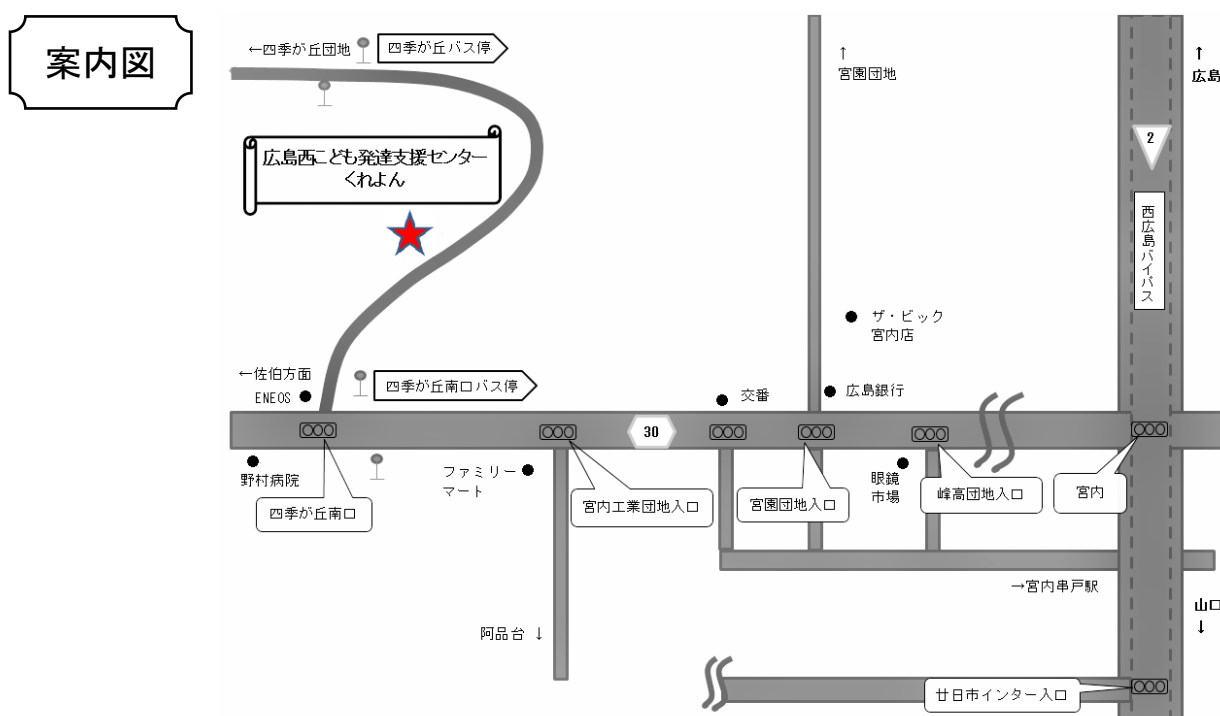 案内図
←四季が丘団地
四季が丘バス停
↑
宮園団地
↑
広島
広島西こども発達支援センター
くれよん
2
西広島バイパス
ザ・ビック
宮内店
←佐伯方面
ENEOS
四季が丘南口バス停
交番
広島銀行
30
野村病院
ファミリー
マート
眼鏡
市場
四季が丘南口
宮内工業団地入口
宮園団地入口
峰高団地入口
宮内
→宮内串戸駅
阿品台 ↓
山口
↓
廿日市インター入口